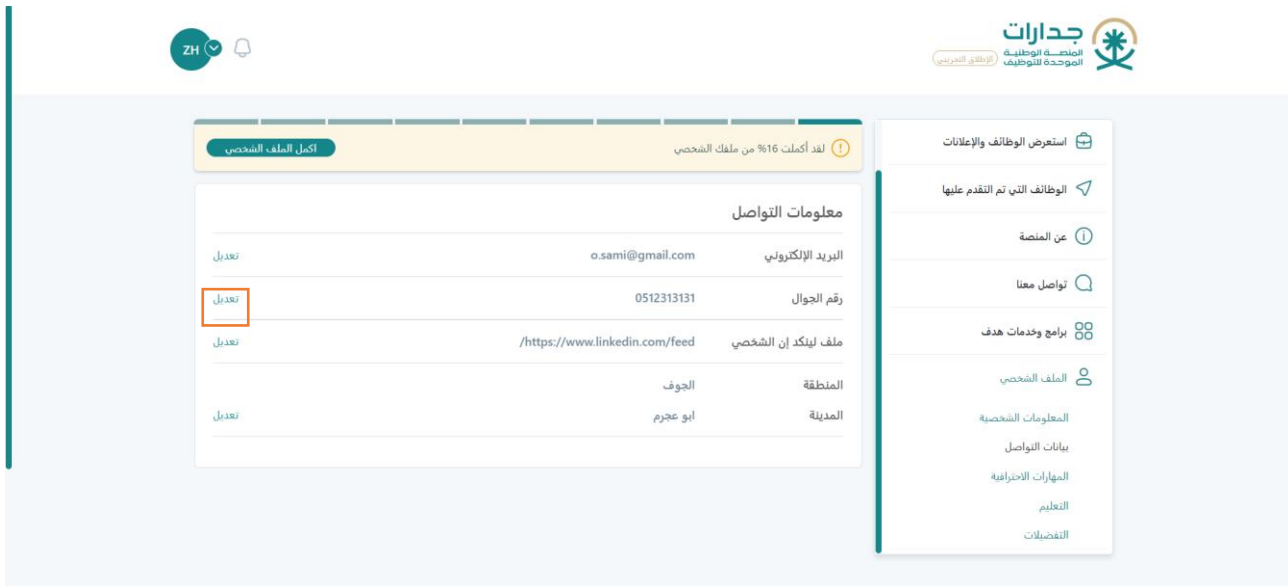 جدارات
المنصة الوطنية
الموحدة للتوظيف
الإطلاق التجريبي
ZH
استعرض الوظائف والإعلانات
الوظائف التي تم التقدم عليها
عن المنصة
تواصل معنا
برامج وخدمات هدف
الملف الشخصي
المعلومات الشخصية
بيانات التواصل
المهارات الاحترافية
التعليم
التفضيلات
لقد أكملت 16% من ملفك الشخصي
اكمل الملف الشخصي
معلومات التواصل
البريد الإلكتروني o.sami@gmail.com تعديل
رقم الجوال 0512313131 تعديل
ملف لينكد إن الشخصي https://www.linkedin.com/feed/ تعديل
المنطقة الجوف
المدينة ابو عجرم تعديل